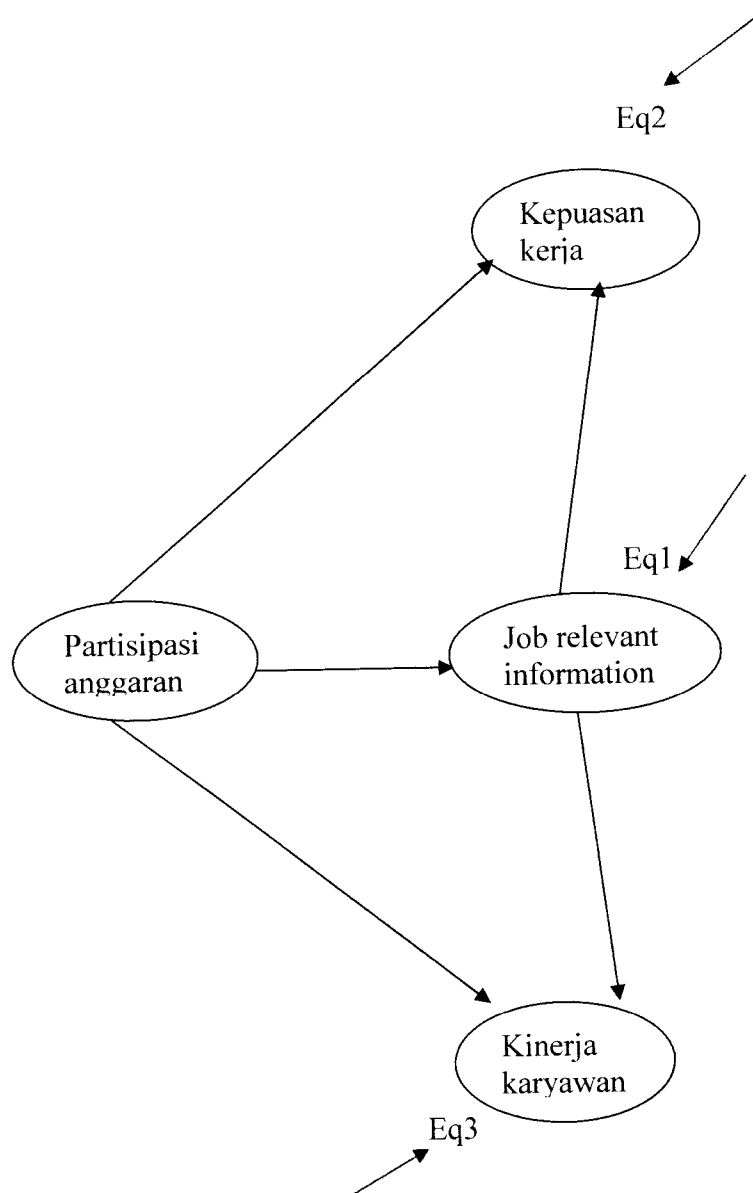 Eq2
Kepuasan
kerja
Eq1
Partisipasi
anggaran
Job relevant
information
Kinerja
karyawan
Eq3